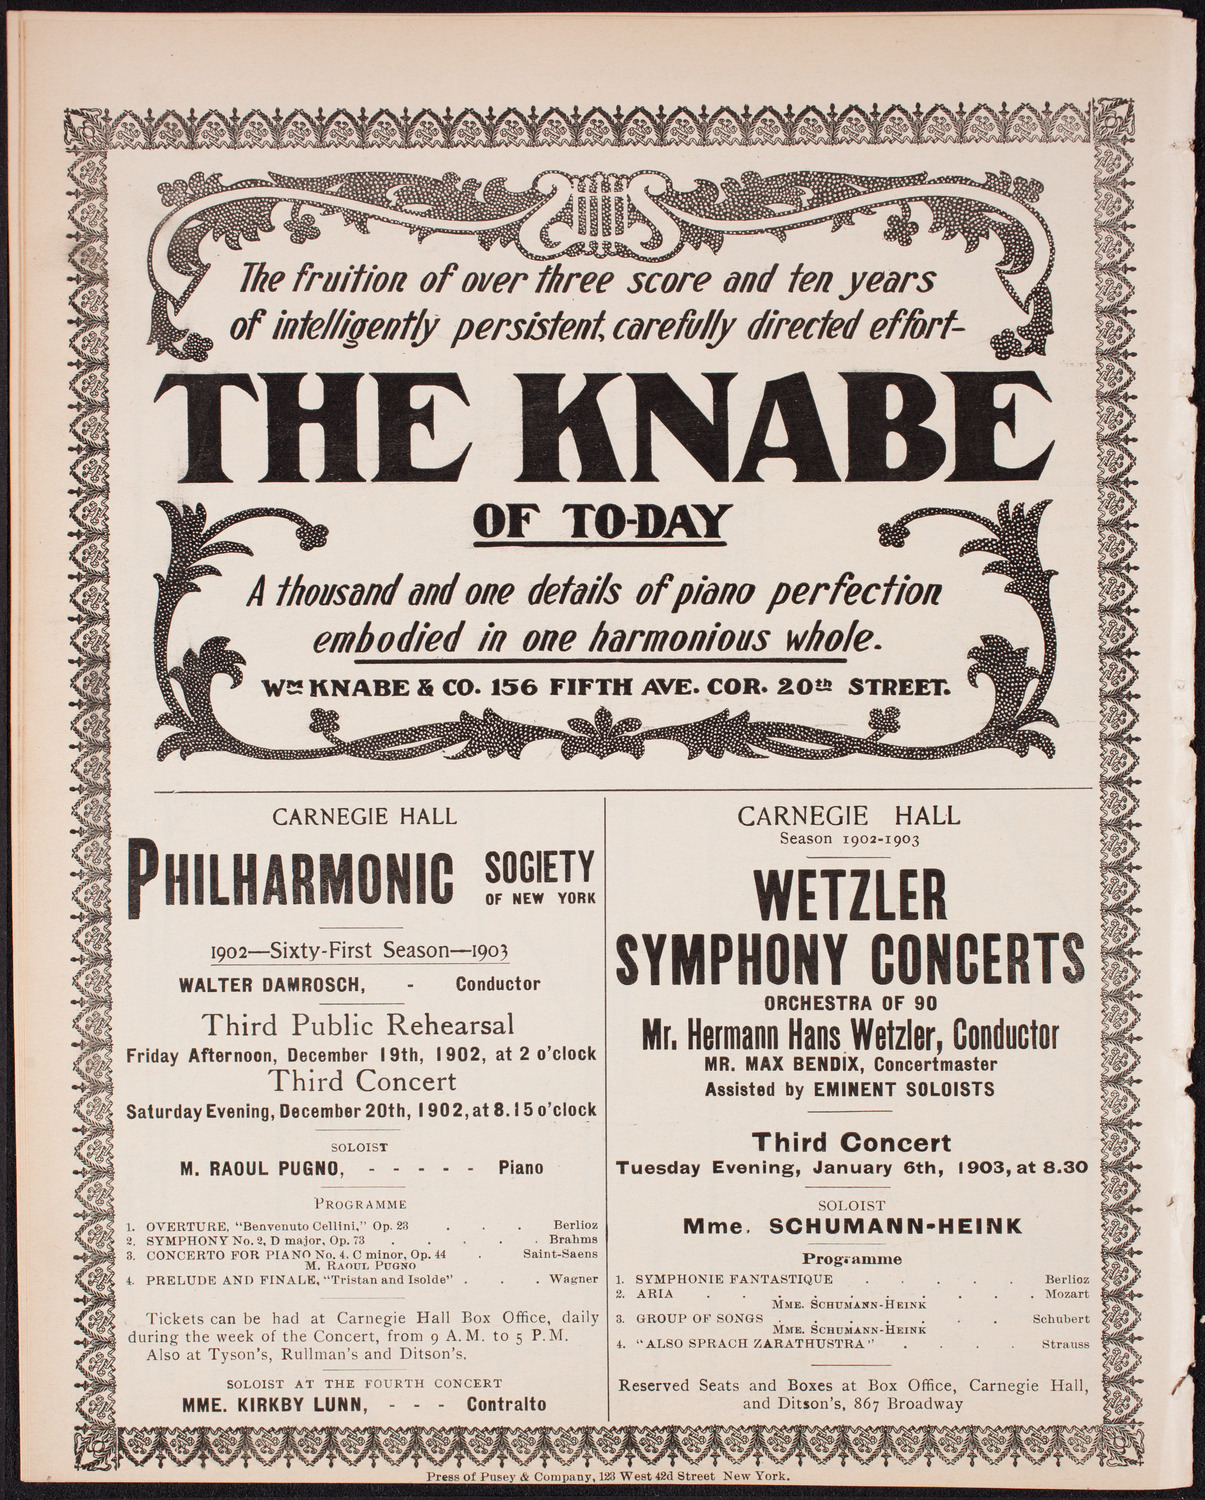 The fruition of over three score and ten years
of intelligently persistent, carefully directed effort-
THE KNABE
OF TO-DAY
A thousand and one details of piano perfection
embodied in one harmonious whole.
WM KNABE & CO. 156 FIFTH AVE. COR. 20th STREET.
CARNEGIE HALL
PHILHARMONIC SOCIETY
OF NEW YORK
1902—Sixty-First Season—1903
WALTER DAMROSCH, - Conductor
Third Public Rehearsal
Friday Afternoon, December 19th, 1902, at 2 o'clock
Third Concert
Saturday Evening, December 20th, 1902, at 8.15 o'clock
SOLOIST
M. RAOUL PUGNO, - - - - - Piano
PROGRAMME
1. OVERTURE, "Benvenuto Cellini," Op. 23 . . . Berlioz
2. SYMPHONY No. 2, D major, Op. 73 . . . . . Brahms
3. CONCERTO FOR PIANO No. 4. C minor, Op. 44 . Saint-Saens
M. RAOUL PUGNO
4. PRELUDE AND FINALE, "Tristan and Isolde" . . . Wagner
Tickets can be had at Carnegie Hall Box Office, daily
during the week of the Concert, from 9 A.M. to 5 P.M.
Also at Tyson's, Rullman's and Ditson's.
SOLOIST AT THE FOURTH CONCERT
MME. KIRKBY LUNN, - - - Contralto
CARNEGIE HALL
Season 1902-1903
WETZLER
SYMPHONY CONCERTS
ORCHESTRA OF 90
Mr. Hermann Hans Wetzler, Conductor
MR. MAX BENDIX, Concertmaster
Assisted by EMINENT SOLOISTS
Third Concert
Tuesday Evening, January 6th, 1903, at 8.30
SOLOIST
Mme. SCHUMANN-HEINK
Programme
1. SYMPHONIE FANTASTIQUE . . . . . Berlioz
2. ARIA . . . . . . . . . . Mozart
MME. SCHUMANN-HEINK
3. GROUP OF SONGS . . . . . . Schubert
MME. SCHUMANN-HEINK
4. "ALSO SPRACH ZARATHUSTRA" . . . . Strauss
Reserved Seats and Boxes at Box Office, Carnegie Hall,
and Ditson's, 867 Broadway
Press of Pusey & Company, 123 West 42d Street New York.